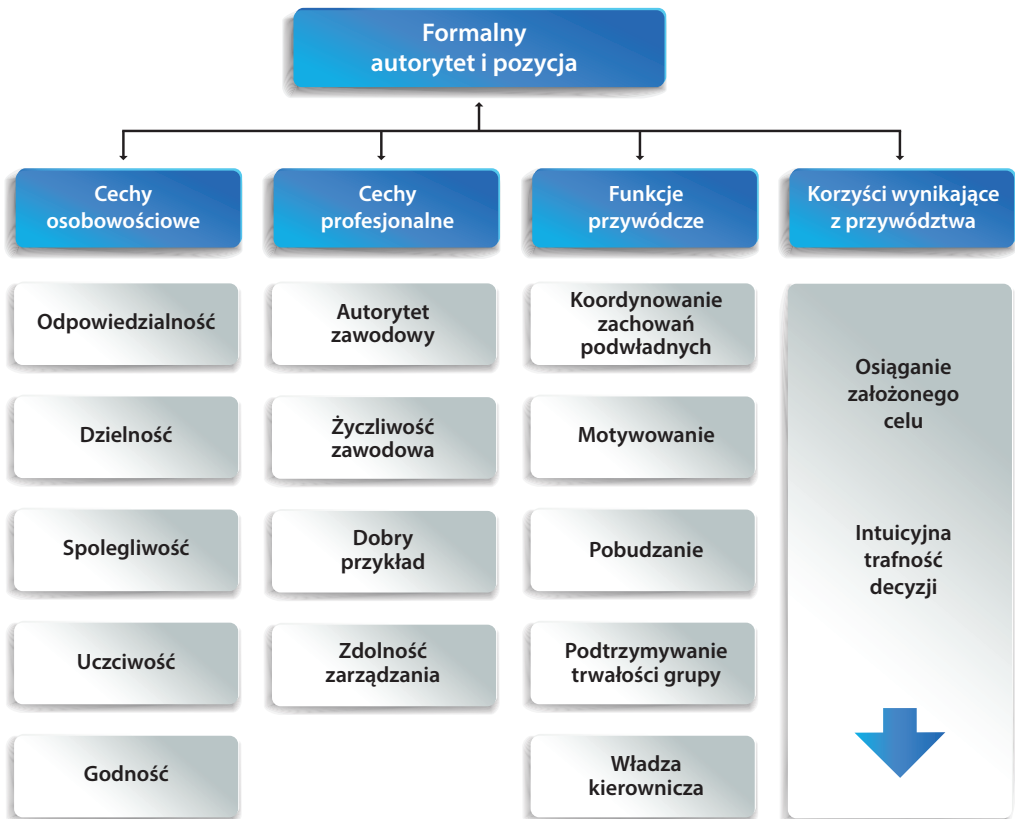 Formalny
autorytet i pozycja
Cechy
osobowościowe
Odpowiedzialność
Dzielność
Spolegliwość
Uczciwość
Godność
Cechy
profesjonalne
Autorytet
zawodowy
Życzliwość
zawodowa
Dobry
przykład
Zdolność
zarządzania
Funkcje
przywódcze
Koordynowanie
zachowań
podwładnych
Motywowanie
Pobudzanie
Podtrzymywanie
trwałości grupy
Władza
kierownicza
Korzyści wynikające
z przywództwa
Osiąganie
założonego
celu
Intuicyjna
trafność
decyzji